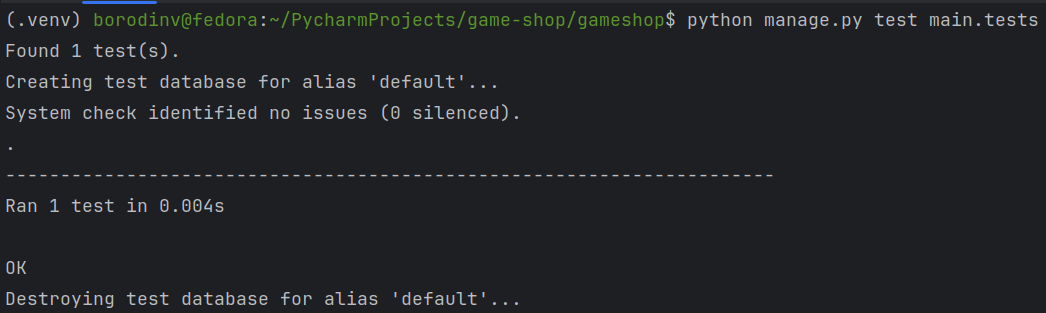 (.venv) borodinv@fedora:~/PycharmProjects/game-shop/gameshop$ python manage.py test main.tests
Found 1 test(s).
Creating test database for alias 'default'...
System check identified no issues (0 silenced).
.
----------------------------------------------------------------------
Ran 1 test in 0.004s

OK
Destroying test database for alias 'default'...